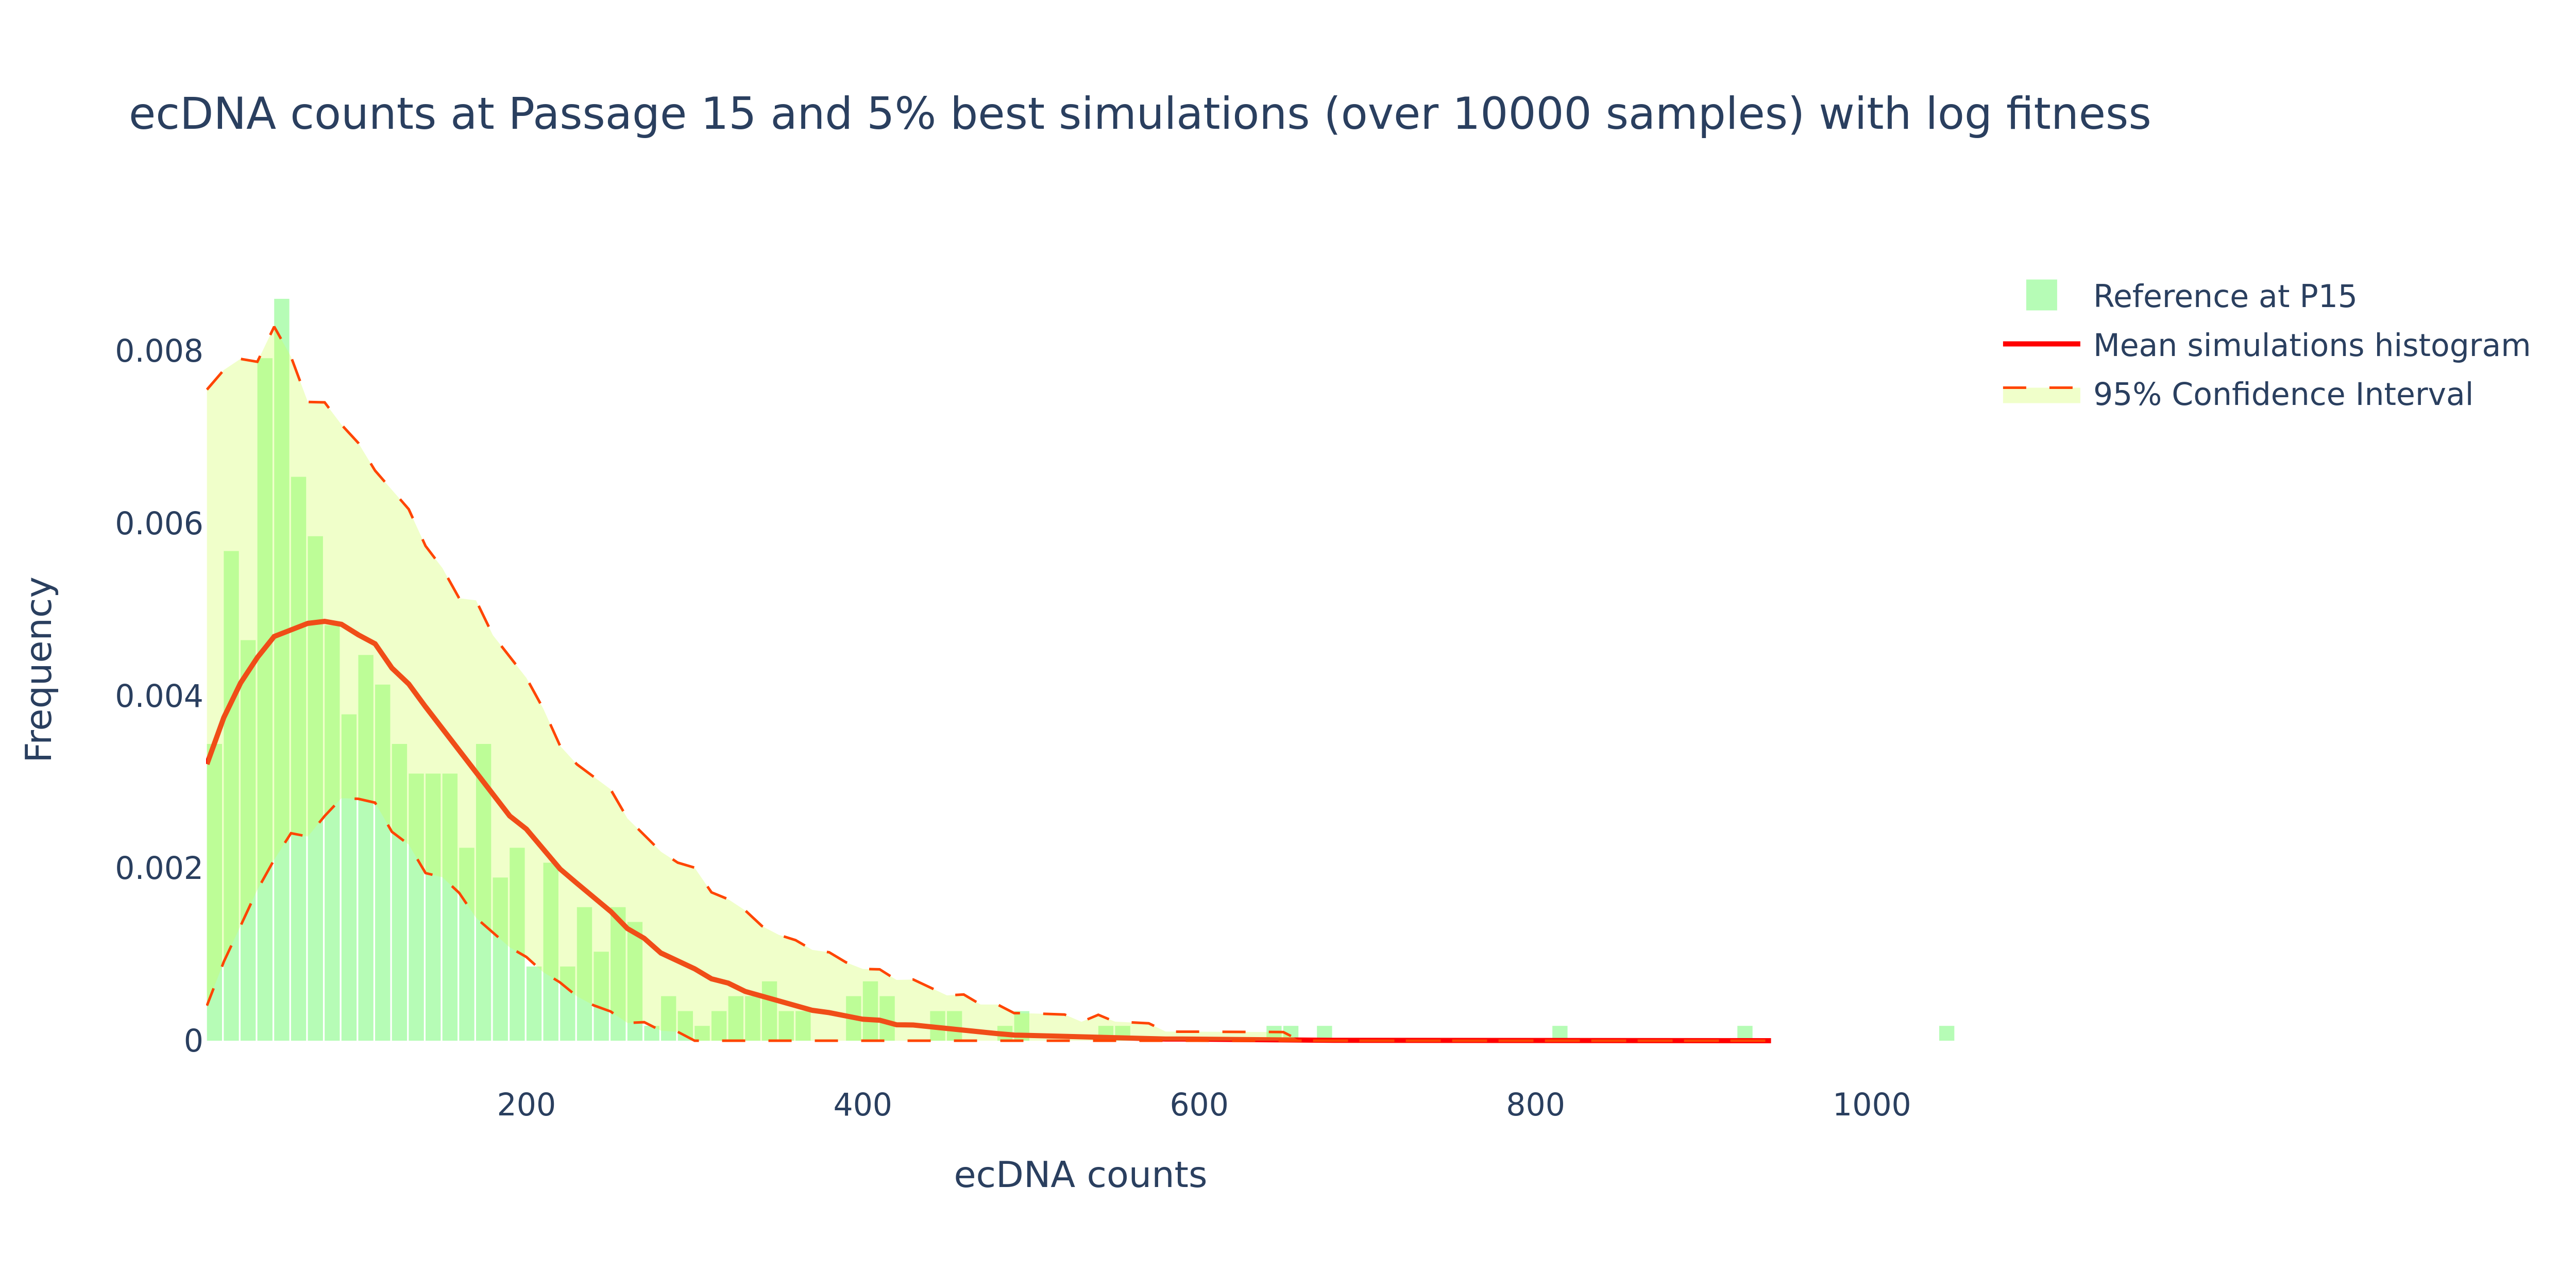 ecDNA counts at Passage 15 and 5% best simulations (over 10000 samples) with log fitness
Reference at P15
Mean simulations histogram
95% Confidence Interval
0.008
0.006
0.004
0.002
0
Frequency
200
400
600
800
1000
ecDNA counts